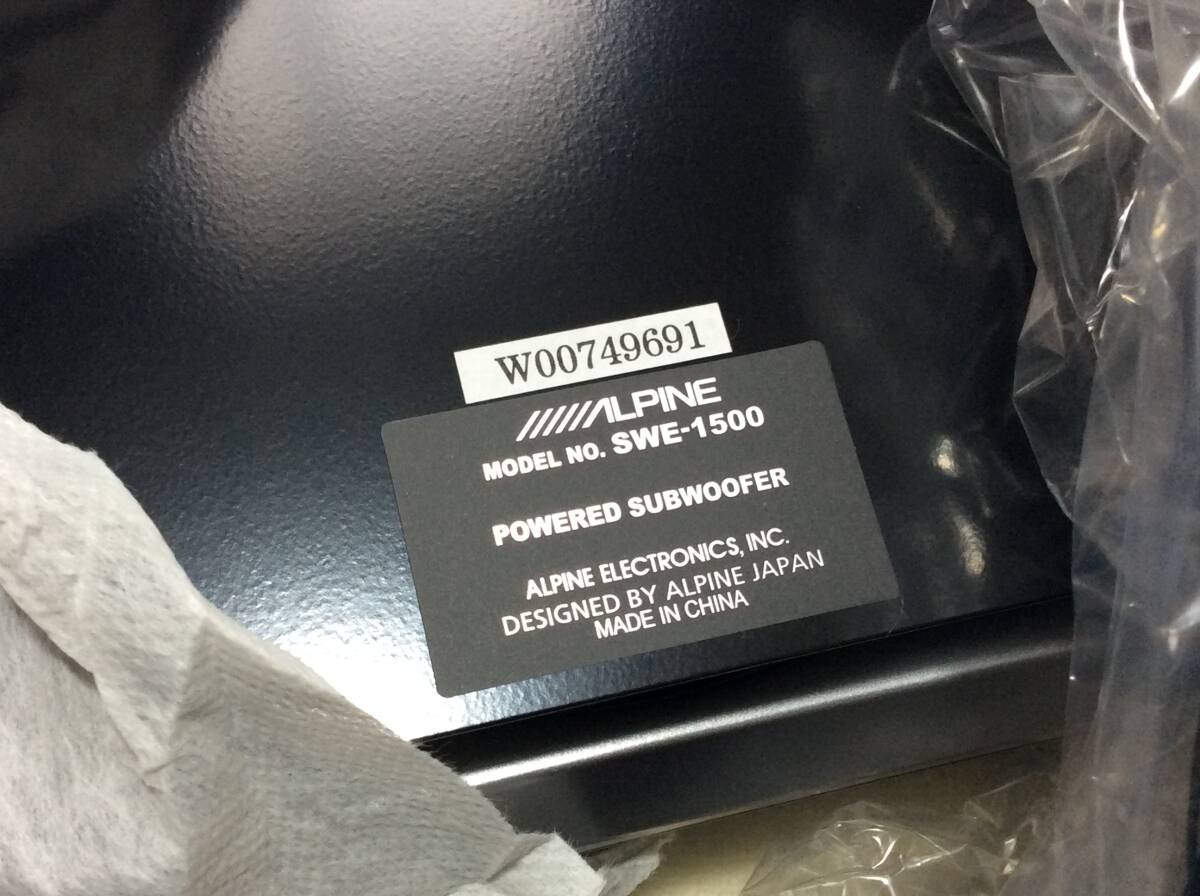 W00749691
ALPINE
MODEL NO. SWE-1500
POWERED SUBWOOFER
ALPINE ELECTRONICS, INC.
DESIGNED BY ALPINE JAPAN
MADE IN CHINA